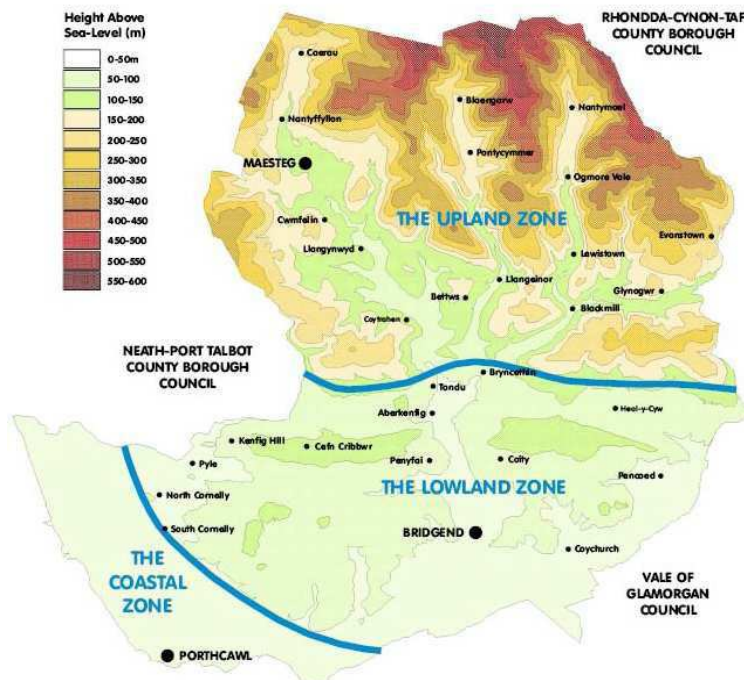 Height Above
Sea-Level (m)
0-50m
50-100
100-150
150-200
200-250
250-300
300-350
350-400
400-450
450-500
500-550
550-600
RHONDDA-CYNON-TAF
COUNTY BOROUGH
COUNCIL
Caerau
Blaengarw
Nantymoel
Nantyffyllon
Pontycymmer
MAESTEG
Ogmore Vale
Cwmfelin
THE UPLAND ZONE
Evanstown
Llangynwyd
Lewistown
Llangeinor
Glynogwr
Bettws
Blackmill
Coytrahen
NEATH-PORT TALBOT
COUNTY BOROUGH
COUNCIL
Bryncethin
Tondu
Aberkenfig
Heol-y-Cyw
Kenfig Hill
Cefn Cribbwr
Pyle
Penyfai
Coity
Pencoed
North Cornelly
THE LOWLAND ZONE
South Cornelly
BRIDGEND
THE
COASTAL
ZONE
Coychurch
VALE OF
GLAMORGAN
COUNCIL
PORTHCAWL